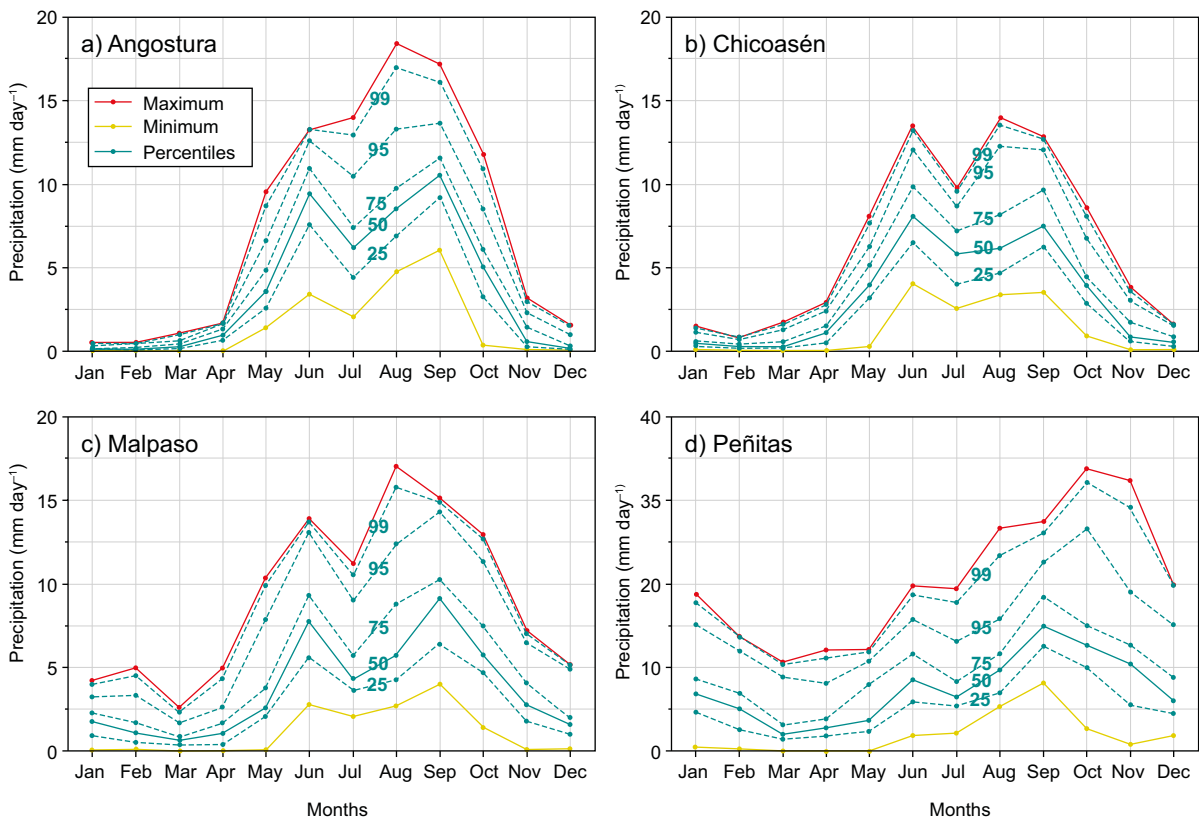 a) Angostura
Precipitation (mm day⁻¹)
20
15
10
5
0
Maximum
Minimum
Percentiles
99
95
75
50
25
Jan Feb Mar Apr May Jun Jul Aug Sep Oct Nov Dec
b) Chicoasén
Precipitation (mm day⁻¹)
20
15
10
5
0
99
95
75
50
25
Jan Feb Mar Apr May Jun Jul Aug Sep Oct Nov Dec
c) Malpaso
Precipitation (mm day⁻¹)
20
15
10
5
0
99
95
75
50
25
Jan Feb Mar Apr May Jun Jul Aug Sep Oct Nov Dec
Months
d) Peñitas
Precipitation (mm day⁻¹)
40
35
20
10
0
99
95
75
50
25
Jan Feb Mar Apr May Jun Jul Aug Sep Oct Nov Dec
Months